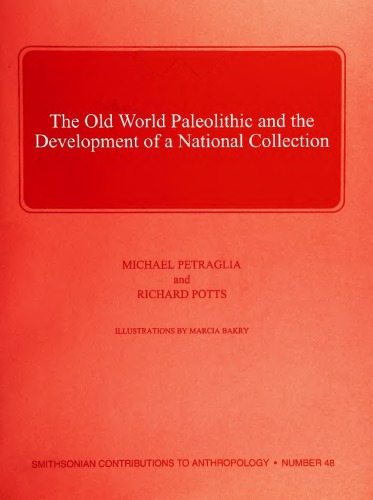 The Old World Paleolithic and the
Development of a National Collection
MICHAEL PETRAGLIA
and
RICHARD POTTS
ILLUSTRATIONS BY MARCIA BAKRY
SMITHSONIAN CONTRIBUTIONS TO ANTHROPOLOGY • NUMBER 48